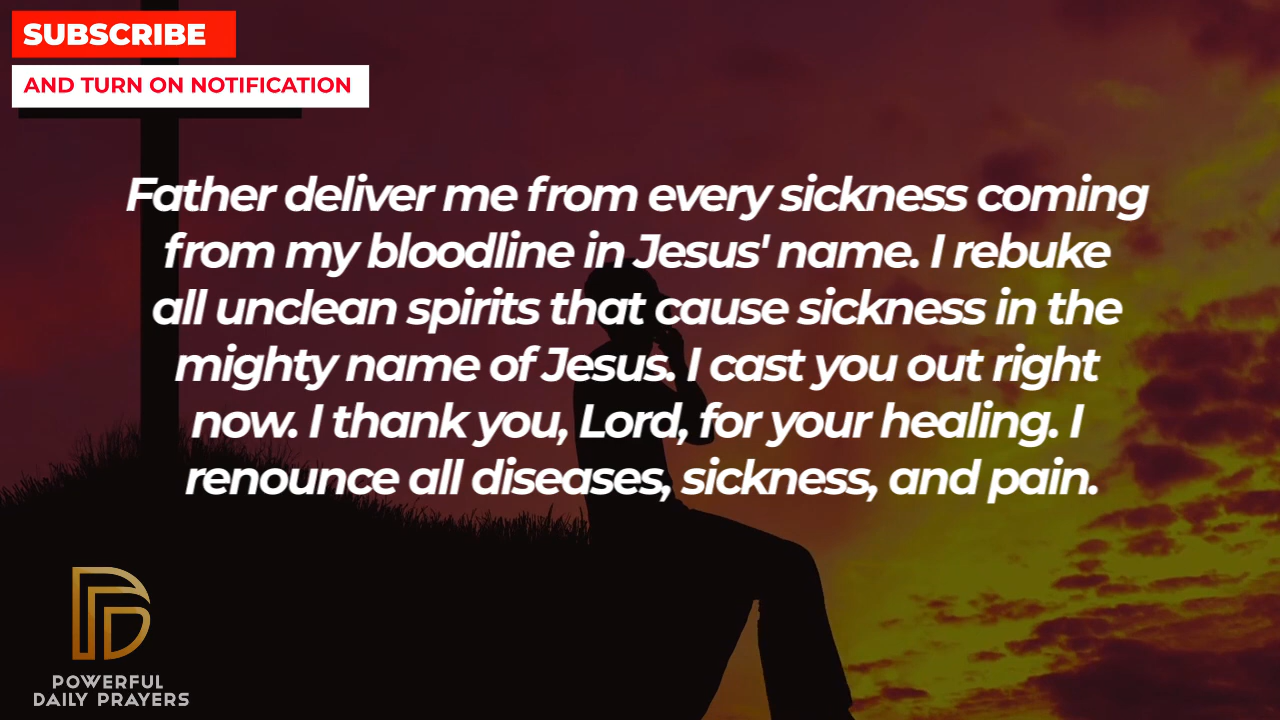 SUBSCRIBE
AND TURN ON NOTIFICATION
Father deliver me from every sickness coming
from my bloodline in Jesus' name. I rebuke
all unclean spirits that cause sickness in the
mighty name of Jesus. I cast you out right
now. I thank you, Lord, for your healing. I
renounce all diseases, sickness, and pain.
POWERFUL
DAILY PRAYERS